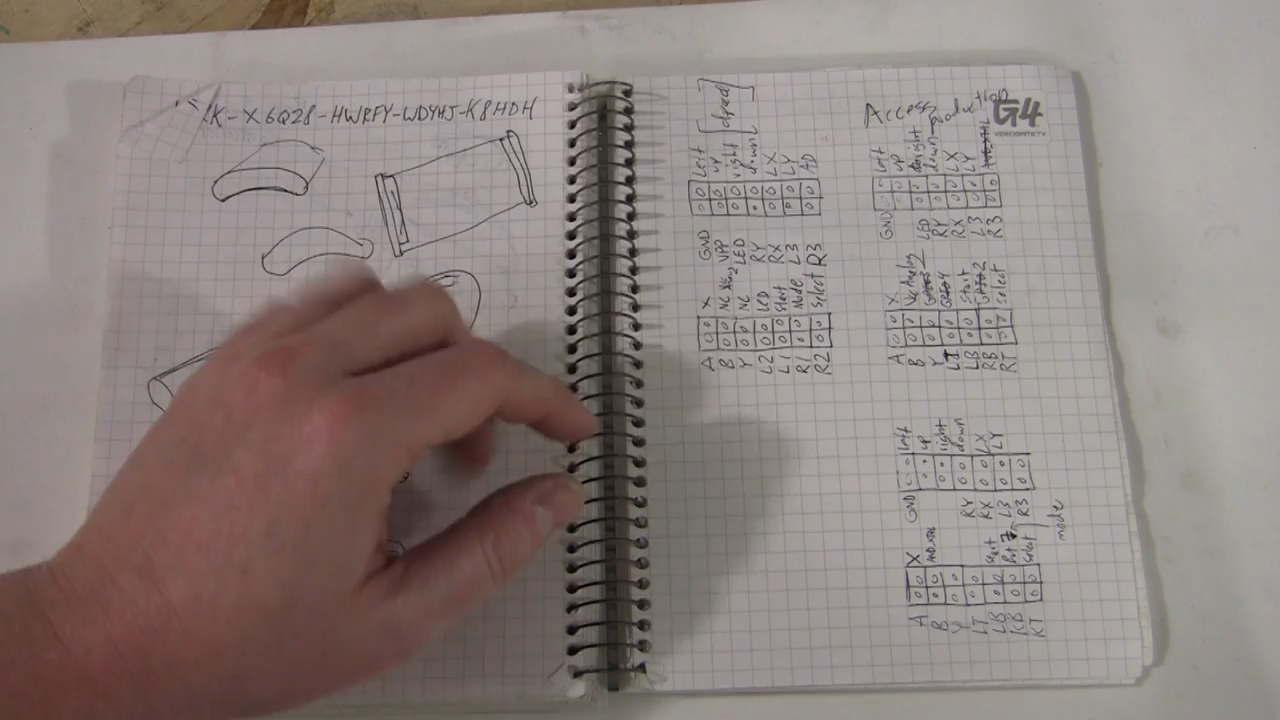 K-X6Q28-HWRFY-WDYHJ-K8HDH
Left
up
right
down
[dpad]
LX
LY
AD
GND
VPP
LED
RY
RX
L3
R3
X
NC
NC
LED
Start
Mode
Select
A
B
Y
L2
L1
R1
R2
Access
G4
VIDEOGAMETV
Left
up
right
down
LX
LY
GND
LED
RY
RX
L3
R3
X
Start
Select
A
B
Y
LT
LB
RB
RT
Left
up
right
down
LX
LY
GND
RY
RX
L3
R3
X
Start
Select
mode
A
B
Y
LT
LB
RB
RT